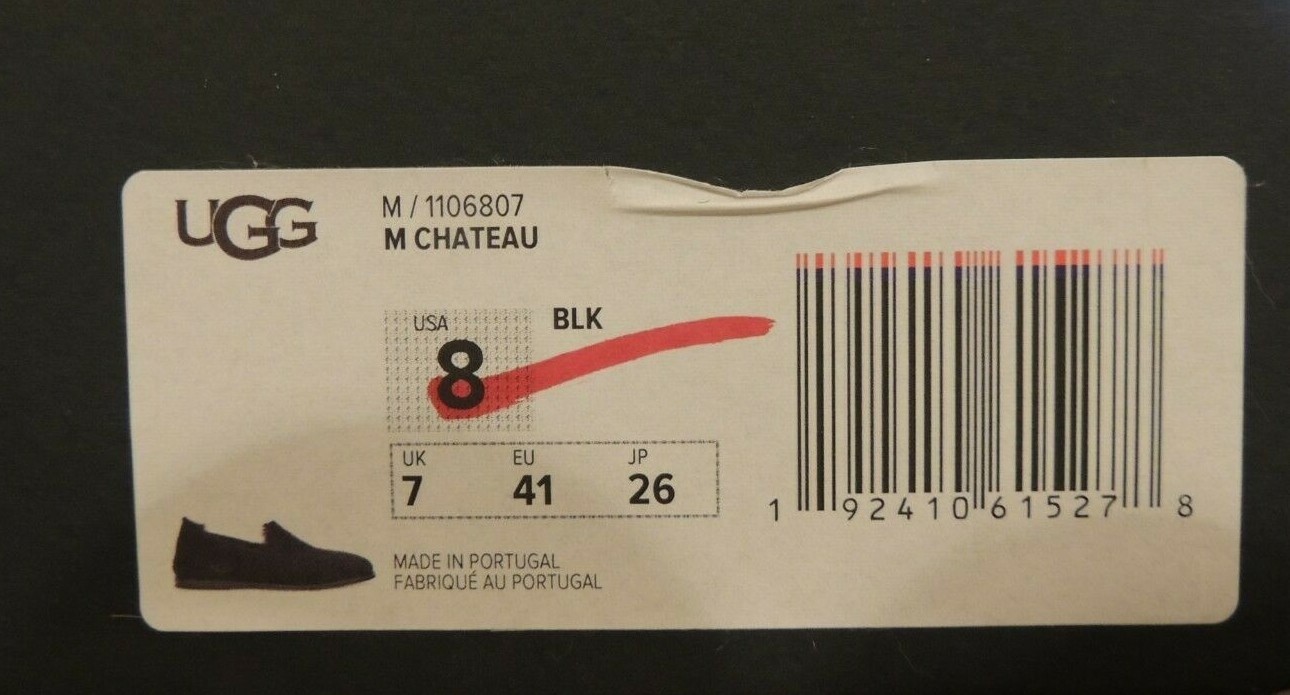 UGG
M / 1106807
M CHATEAU
USA
8
BLK
UK EU JP
7 41 26
MADE IN PORTUGAL
FABRIQUÉ AU PORTUGAL
1 92410 61527 8